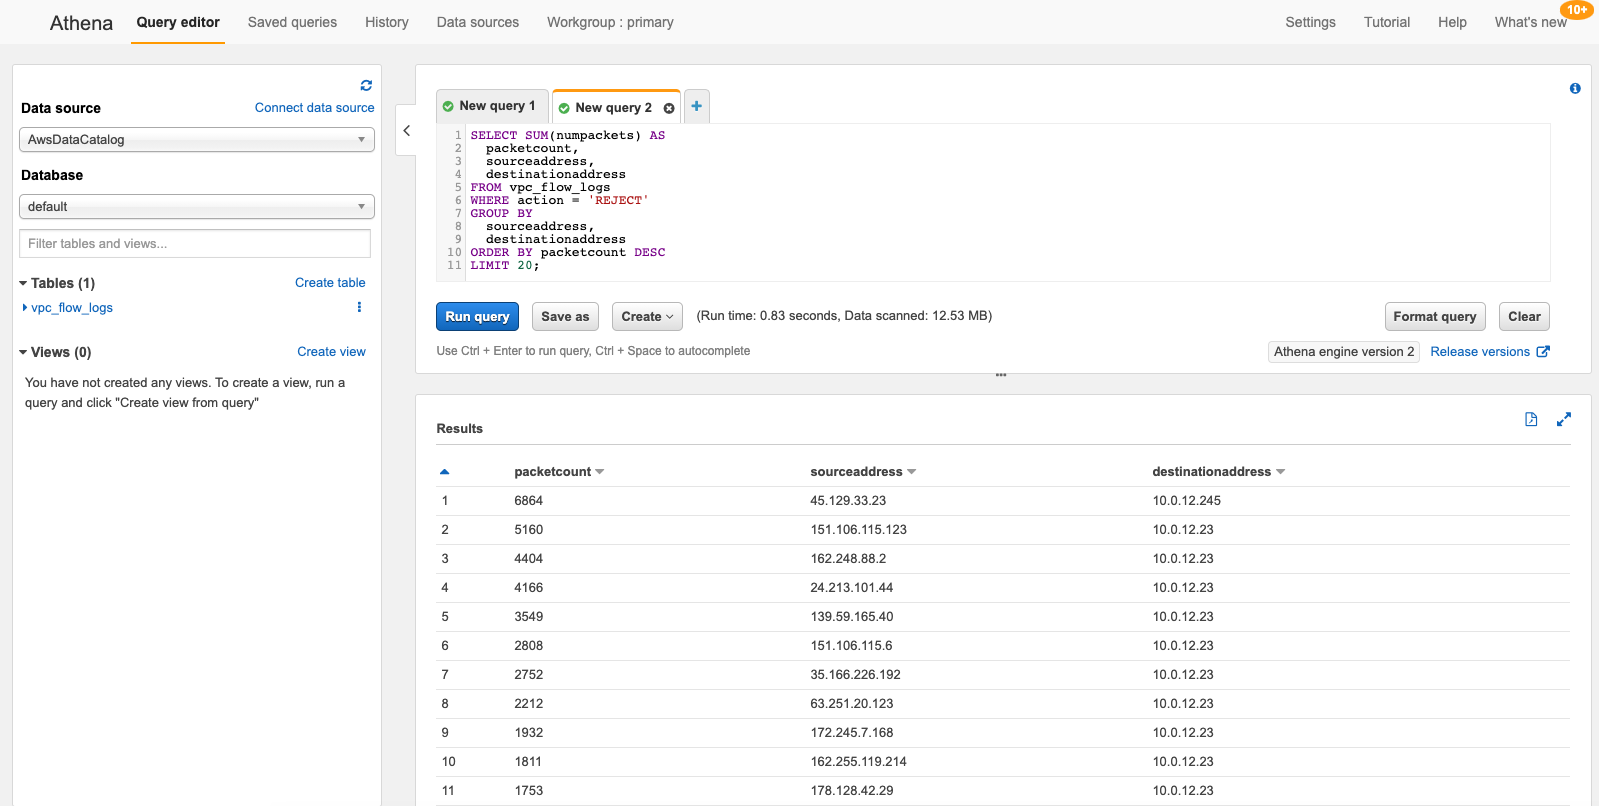 Athena Query editor Saved queries History Data sources Workgroup : primary Settings Tutorial Help What's new 10+
Data source Connect data source
AwsDataCatalog
Database
default
Filter tables and views...
Tables (1) Create table
vpc_flow_logs
Views (0) Create view
You have not created any views. To create a view, run a
query and click "Create view from query"
New query 1 New query 2
1 SELECT SUM(numpackets) AS
2 packetcount,
3 sourceaddress,
4 destinationaddress
5 FROM vpc_flow_logs
6 WHERE action = 'REJECT'
7 GROUP BY
8 sourceaddress,
9 destinationaddress
10 ORDER BY packetcount DESC
11 LIMIT 20;
Run query Save as Create (Run time: 0.83 seconds, Data scanned: 12.53 MB) Format query Clear
Use Ctrl + Enter to run query, Ctrl + Space to autocomplete Athena engine version 2 Release versions
Results
packetcount sourceaddress destinationaddress
1 6864 45.129.33.23 10.0.12.245
2 5160 151.106.115.123 10.0.12.23
3 4404 162.248.88.2 10.0.12.23
4 4166 24.213.101.44 10.0.12.23
5 3549 139.59.165.40 10.0.12.23
6 2808 151.106.115.6 10.0.12.23
7 2752 35.166.226.192 10.0.12.23
8 2212 63.251.20.123 10.0.12.23
9 1932 172.245.7.168 10.0.12.23
10 1811 162.255.119.214 10.0.12.23
11 1753 178.128.42.29 10.0.12.23